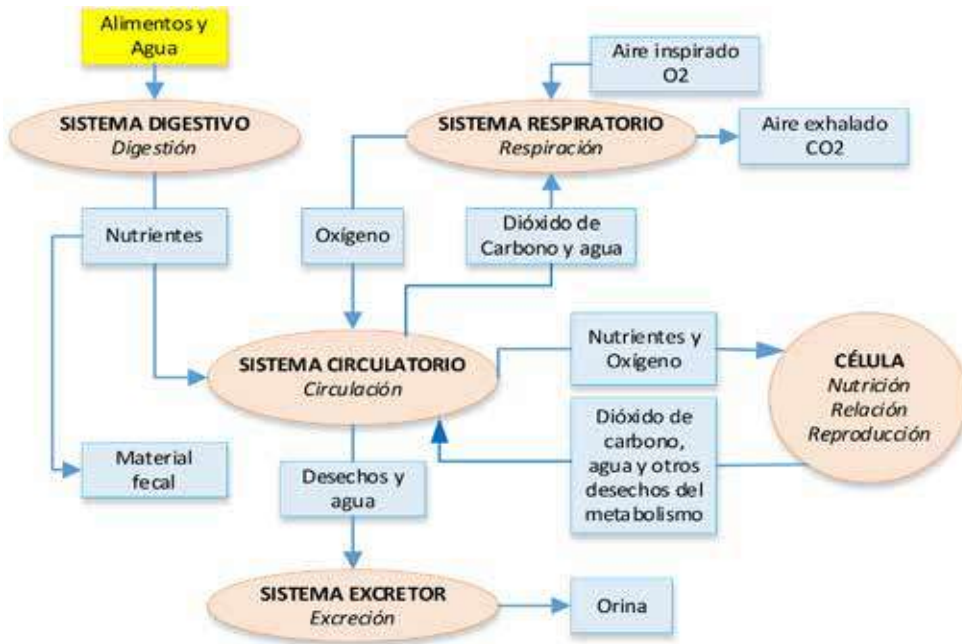 Alimentos y
Agua
Aire inspirado
O2
SISTEMA DIGESTIVO
Digestión
SISTEMA RESPIRATORIO
Respiración
Aire exhalado
CO2
Nutrientes
Oxígeno
Dióxido de
Carbono y agua
SISTEMA CIRCULATORIO
Circulación
Nutrientes y
Oxígeno
CÉLULA
Nutrición
Relación
Reproducción
Dióxido de
carbono,
agua y otros
desechos del
metabolismo
Material
fecal
Desechos y
agua
SISTEMA EXCRETOR
Excreción
Orina